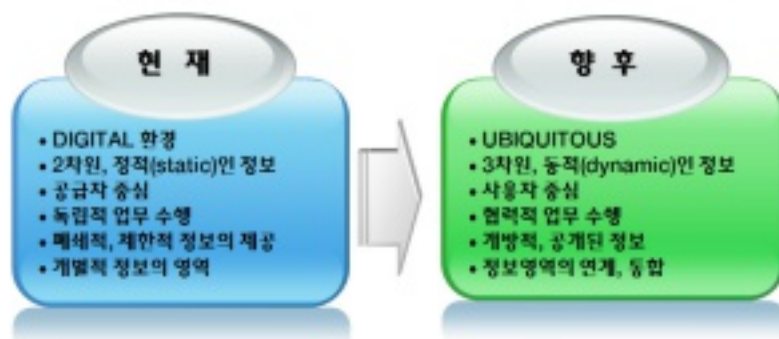 현 재
• DIGITAL 환경
• 2차원, 정적(static)인 정보
• 공급자 중심
• 독립적 업무 수행
• 폐쇄적, 제한적 정보의 제공
• 개별적 정보의 영역
향 후
• UBIQUITOUS
• 3차원, 동적(dynamic)인 정보
• 사용자 중심
• 협력적 업무 수행
• 개방적, 공개된 정보
• 정보영역의 연계, 통합